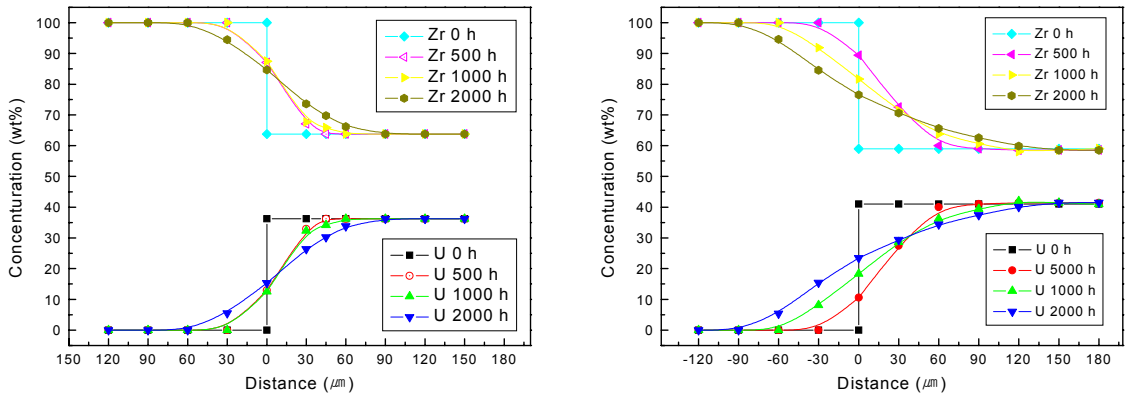 Concenturation (wt%)
100
90
80
70
60
50
40
30
20
10
0
Zr 0 h
Zr 500 h
Zr 1000 h
Zr 2000 h
U 0 h
U 500 h
U 1000 h
U 2000 h
150 120 90 60 30 0 30 60 90 120 150 180
Distance (㎛)
Concenturation (wt%)
100
90
80
70
60
50
40
30
20
10
0
Zr 0 h
Zr 500 h
Zr 1000 h
Zr 2000 h
U 0 h
U 5000 h
U 1000 h
U 2000 h
-120 -90 -60 -30 0 30 60 90 120 150 180
Distance (㎛)